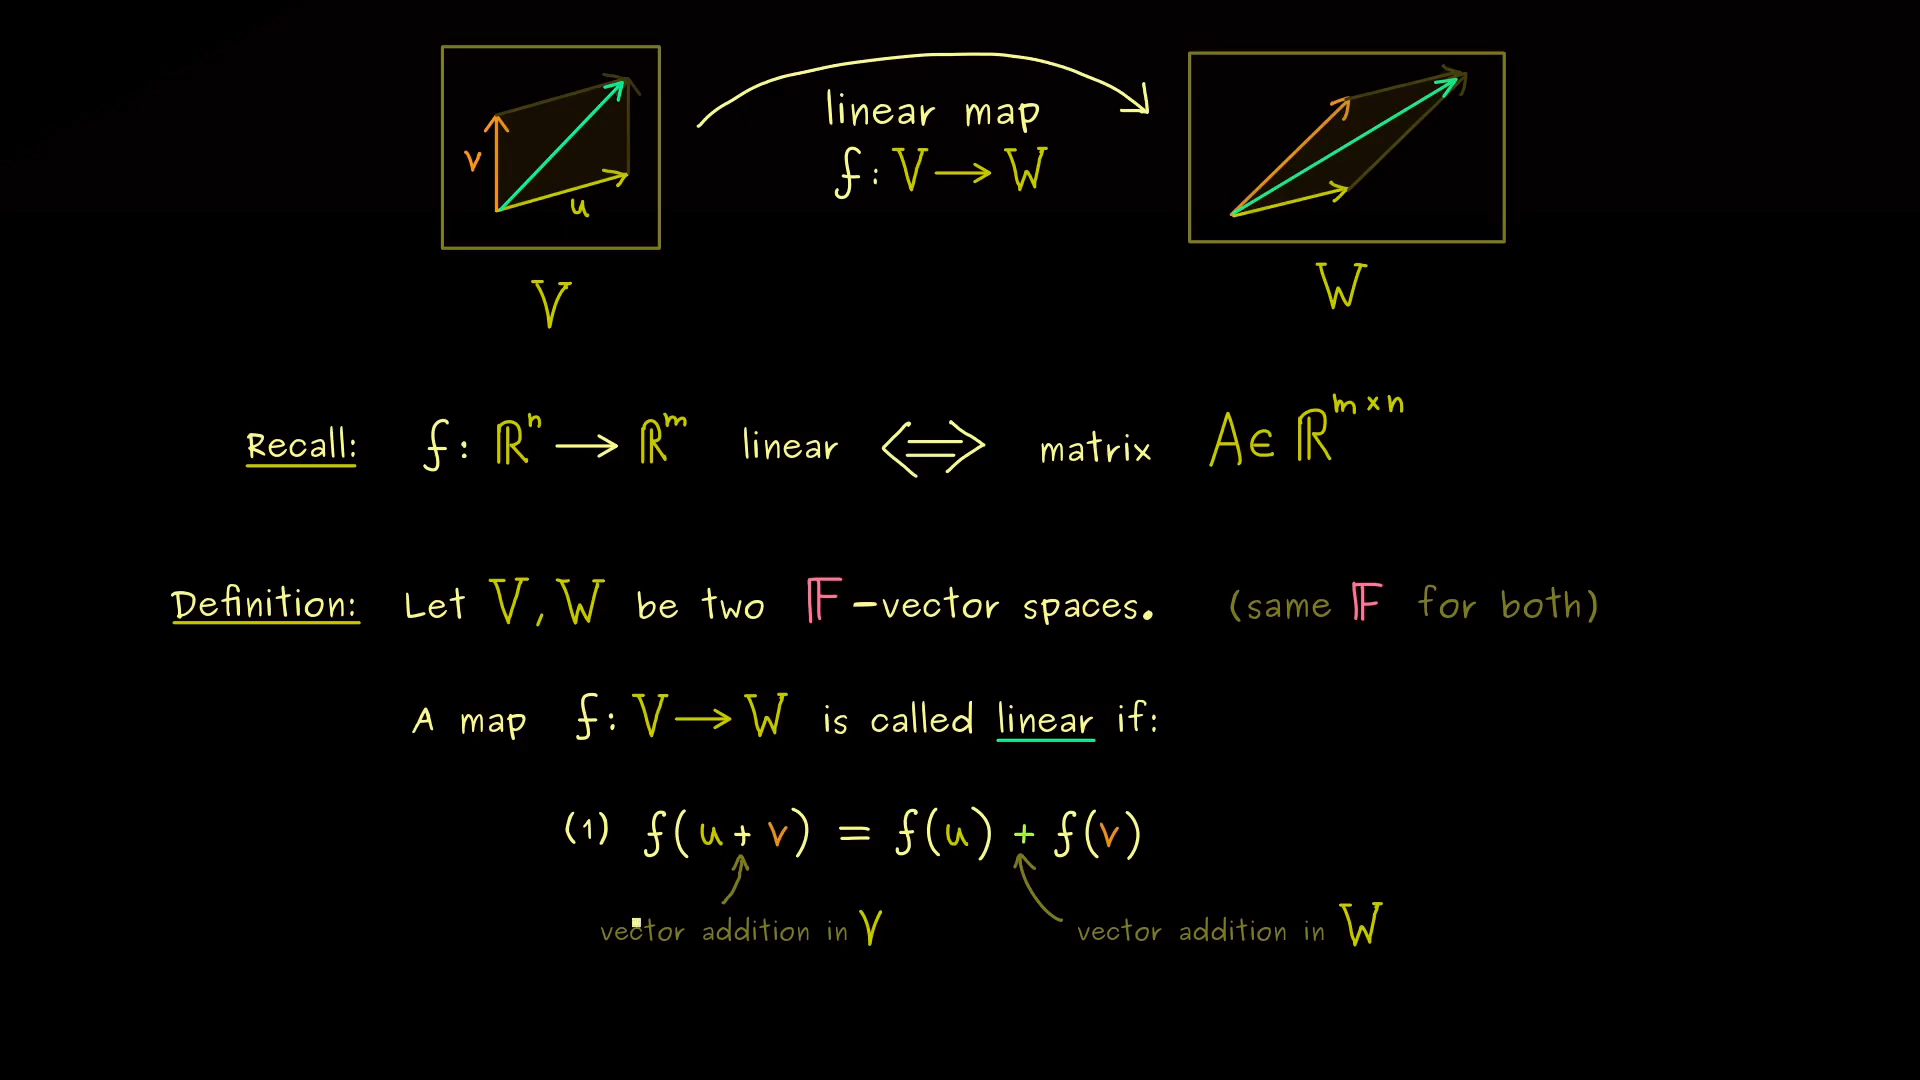 v
u
V
linear map
f: V ⟶ W
W
Recall: f: ℝⁿ ⟶ ℝᵐ linear ⟺ matrix A ∈ ℝᵐˣⁿ
Definition: Let V, W be two 𝔽-vector spaces. (same 𝔽 for both)
A map f: V ⟶ W is called linear if:
(1) f(u + v) = f(u) + f(v)
vector addition in V
vector addition in W